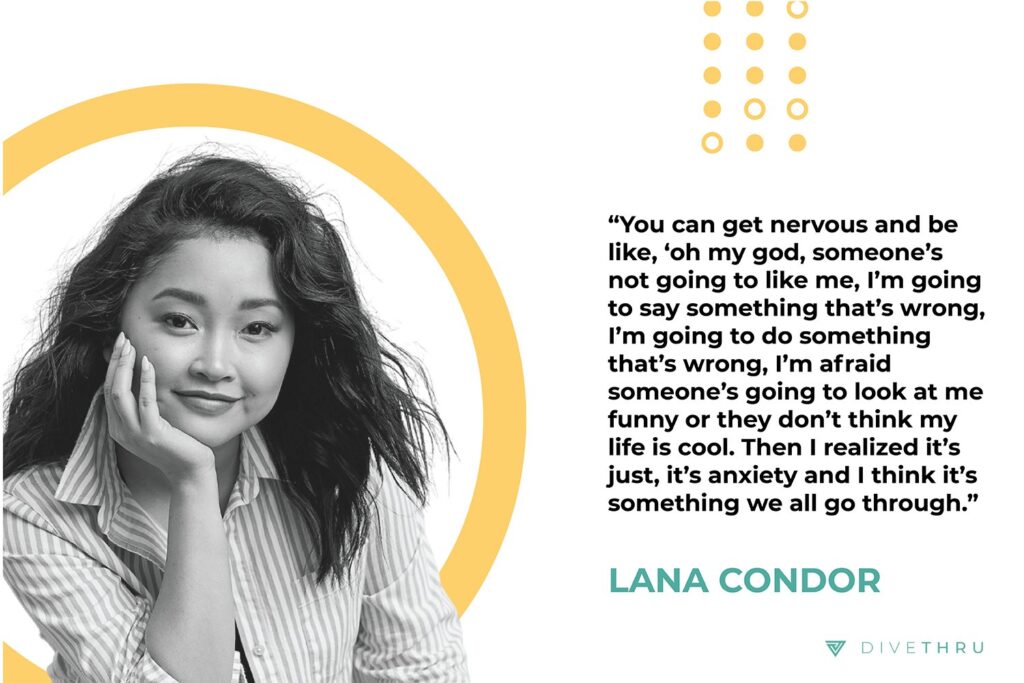 “You can get nervous and be
like, ‘oh my god, someone’s
not going to like me, I’m going
to say something that’s wrong,
I’m going to do something
that’s wrong, I’m afraid
someone’s going to look at me
funny or they don’t think my
life is cool. Then I realized it’s
just, it’s anxiety and I think it’s
something we all go through.”
LANA CONDOR
DIVETHRU